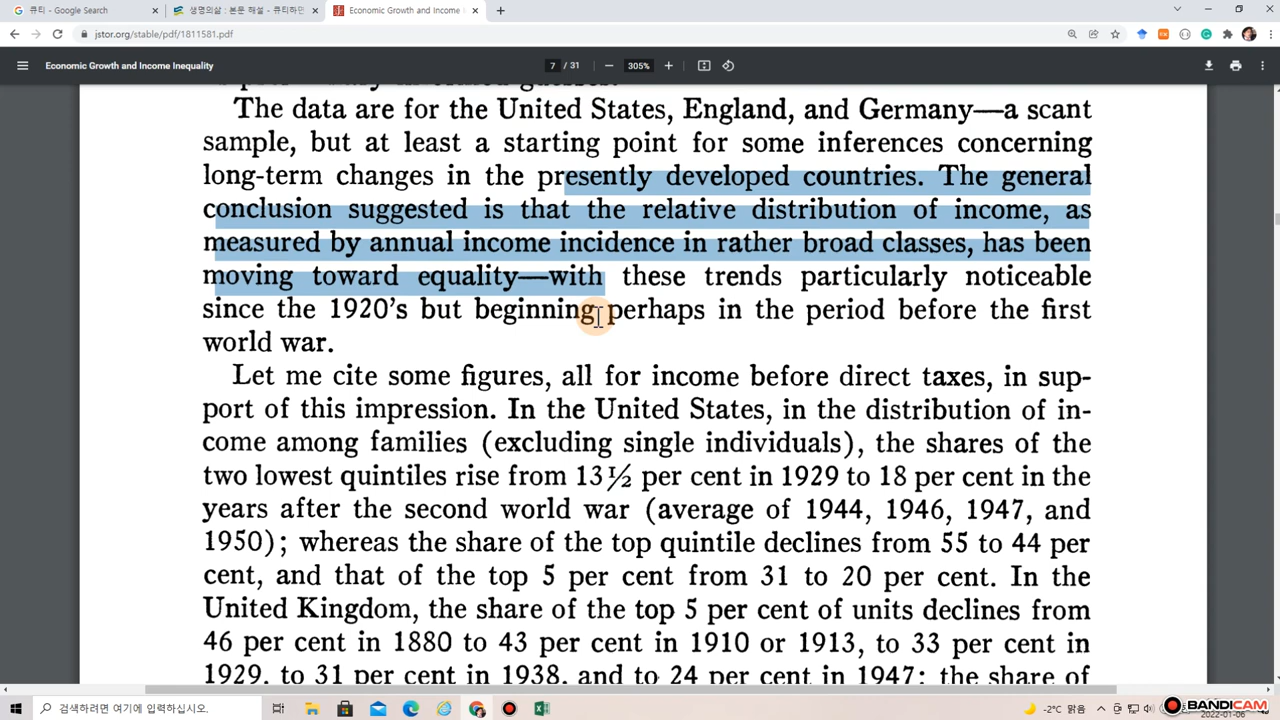 큐티 - Google Search
생명의삶 : 본문 해설 - 큐티하면
Economic Growth and Income In
jstor.org/stable/pdf/1811581.pdf
Economic Growth and Income Inequality
7 / 31
305%
The data are for the United States, England, and Germany—a scant
sample, but at least a starting point for some inferences concerning
long-term changes in the presently developed countries. The general
conclusion suggested is that the relative distribution of income, as
measured by annual income incidence in rather broad classes, has been
moving toward equality—with these trends particularly noticeable
since the 1920's but beginning perhaps in the period before the first
world war.
Let me cite some figures, all for income before direct taxes, in sup-
port of this impression. In the United States, in the distribution of in-
come among families (excluding single individuals), the shares of the
two lowest quintiles rise from 13½ per cent in 1929 to 18 per cent in the
years after the second world war (average of 1944, 1946, 1947, and
1950); whereas the share of the top quintile declines from 55 to 44 per
cent, and that of the top 5 per cent from 31 to 20 per cent. In the
United Kingdom, the share of the top 5 per cent of units declines from
46 per cent in 1880 to 43 per cent in 1910 or 1913, to 33 per cent in
1929, to 31 per cent in 1938, and to 24 per cent in 1947; the share of
검색하려면 여기에 입력하십시오.
-2°C 맑음
BANDICAM
2022-01-06